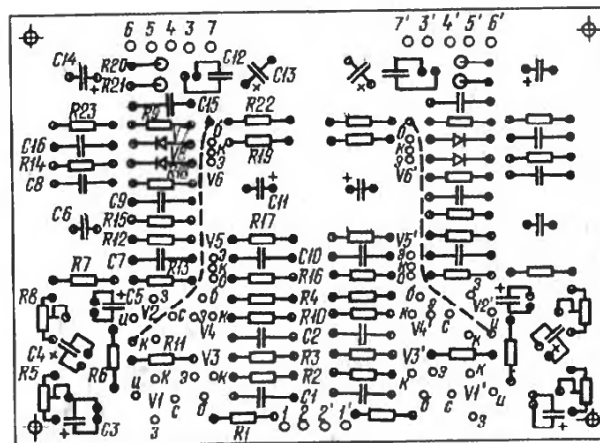 6 5 4 3 7
7' 3' 4' 5' 6'
C14
R20
C12
C13
R21
C15
R23
R9
R22
б
б
C16
к
R19
к
R14
э
э
V6
V6'
C8
C9
C11
R15
C6
R17
R12
V5
V5'
э
C10
э
C7
к
R16
к
R7
R13
б
б
C5
э
б
R4
б
э
V2'
R8
V2
и
C
э
к
R10
к
V4
V4'
и
C4
к
R11
C2
к
V3
R3
V3'
R5
R6
и
к
э
б
R2
к
э
к
V1
с
б
C1
б
с
V1'
и
C3
э
R1
1 2 2' 1'
э